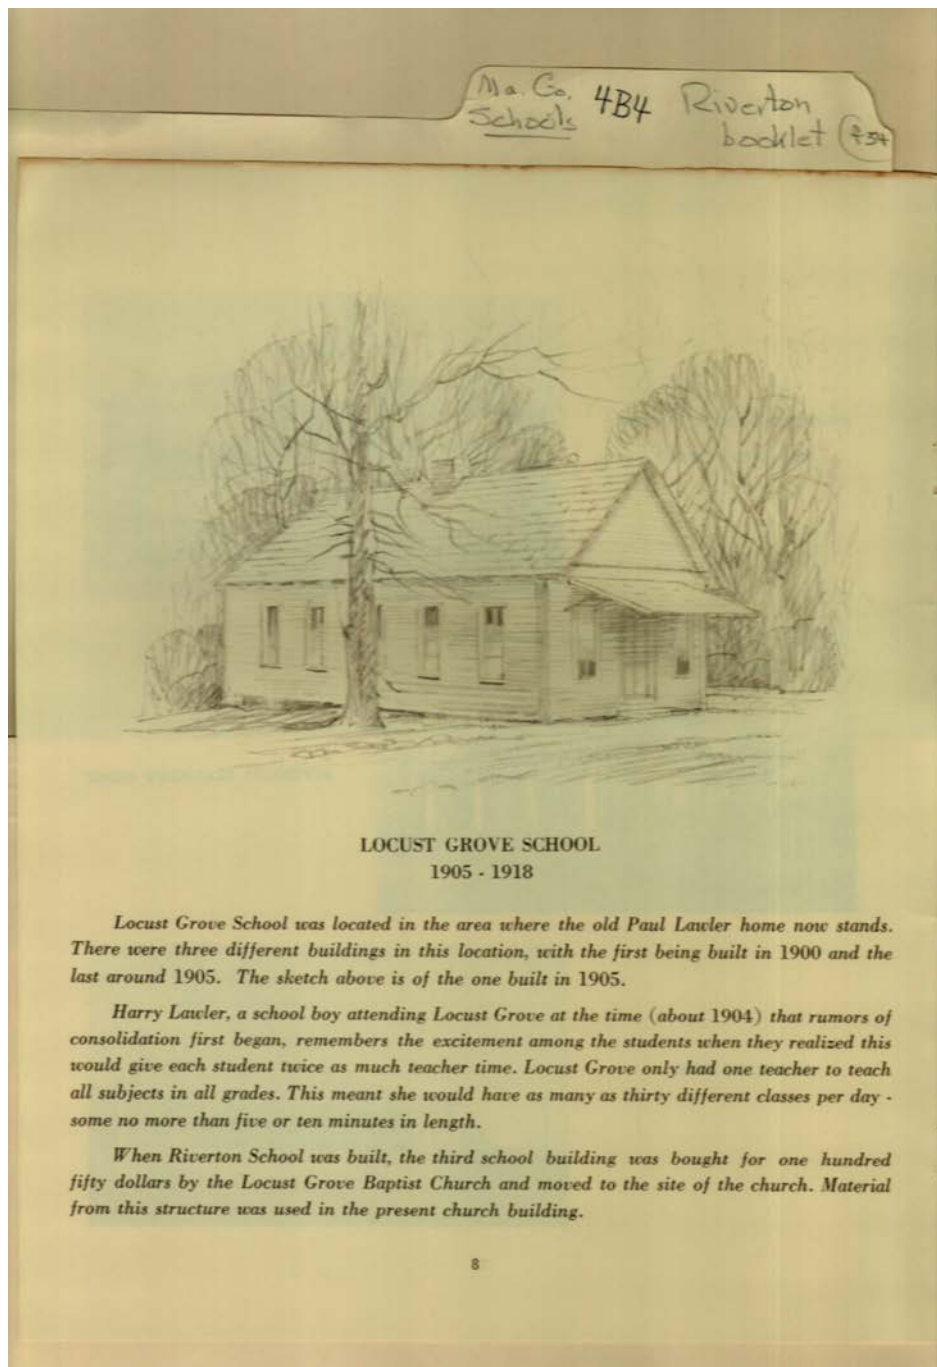 Ma. Co. 4B4 Riverton
Schools booklet
LOCUST GROVE SCHOOL
1905 - 1918
Locust Grove School was located in the area where the old Paul Lawler home now stands.
There were three different buildings in this location, with the first being built in 1900 and the
last around 1905. The sketch above is of the one built in 1905.
Harry Lawler, a school boy attending Locust Grove at the time (about 1904) that rumors of
consolidation first began, remembers the excitement among the students when they realized this
would give each student twice as much teacher time. Locust Grove only had one teacher to teach
all subjects in all grades. This meant she would have as many as thirty different classes per day -
some no more than five or ten minutes in length.
When Riverton School was built, the third school building was bought for one hundred
fifty dollars by the Locust Grove Baptist Church and moved to the site of the church. Material
from this structure was used in the present church building.
8